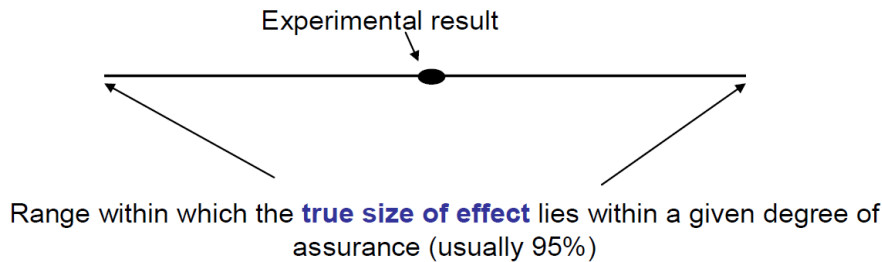 Experimental result
Range within which the true size of effect lies within a given degree of
assurance (usually 95%)